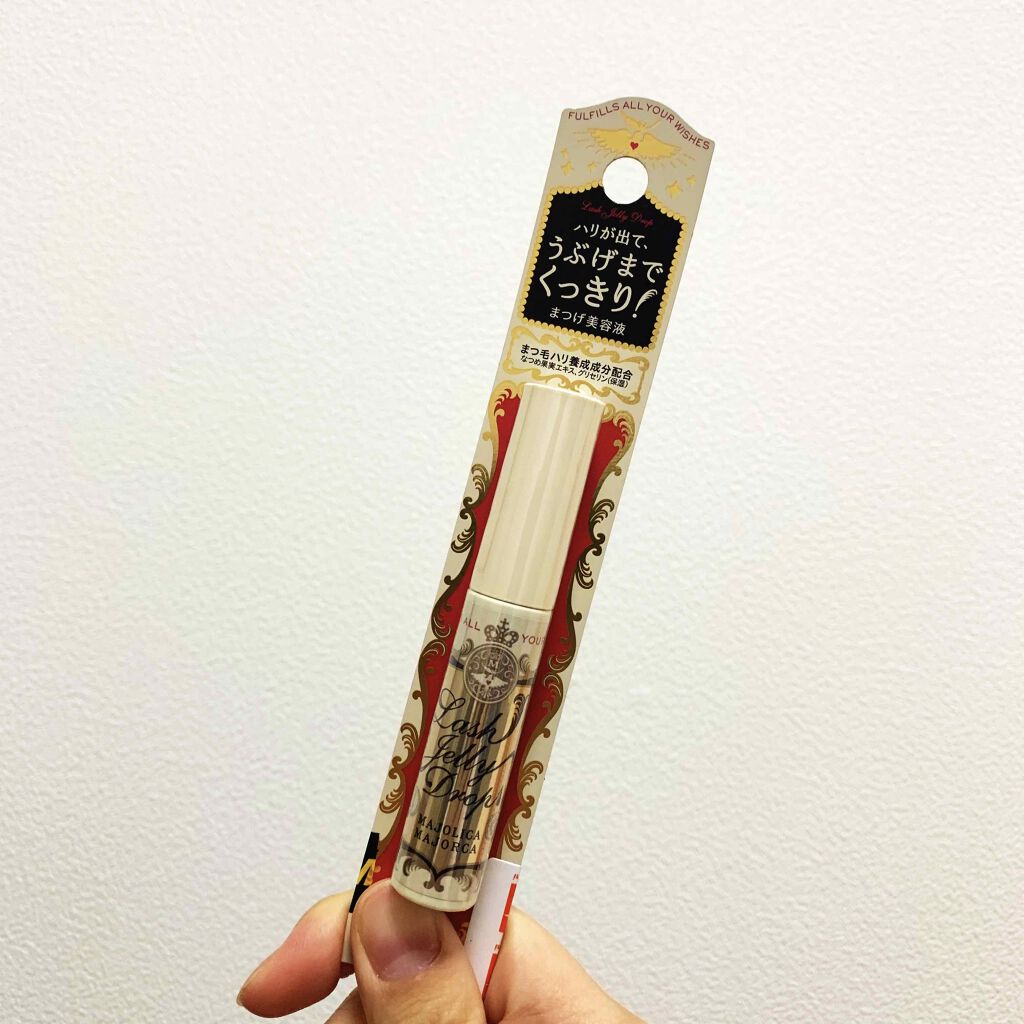 FULFILLS ALL YOUR WISHES
Lash Jelly Drop
ハリが出て、
うぶげまで
くっきり!
まつげ美容液
まつ毛ハリ養成成分配合
なつめ果実エキス、グリセリン(保湿)
ALL YOUR
M
Lash
Jelly
Drop
MAJOLICA
MAJORCA